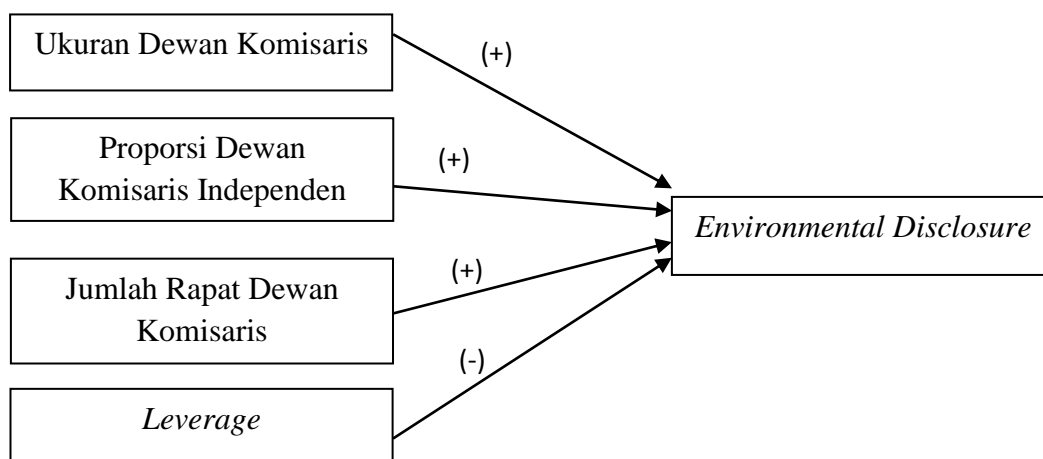 Ukuran Dewan Komisaris
(+)
Proporsi Dewan
Komisaris Independen
(+)
Environmental Disclosure
Jumlah Rapat Dewan
Komisaris
(+)
(-)
Leverage